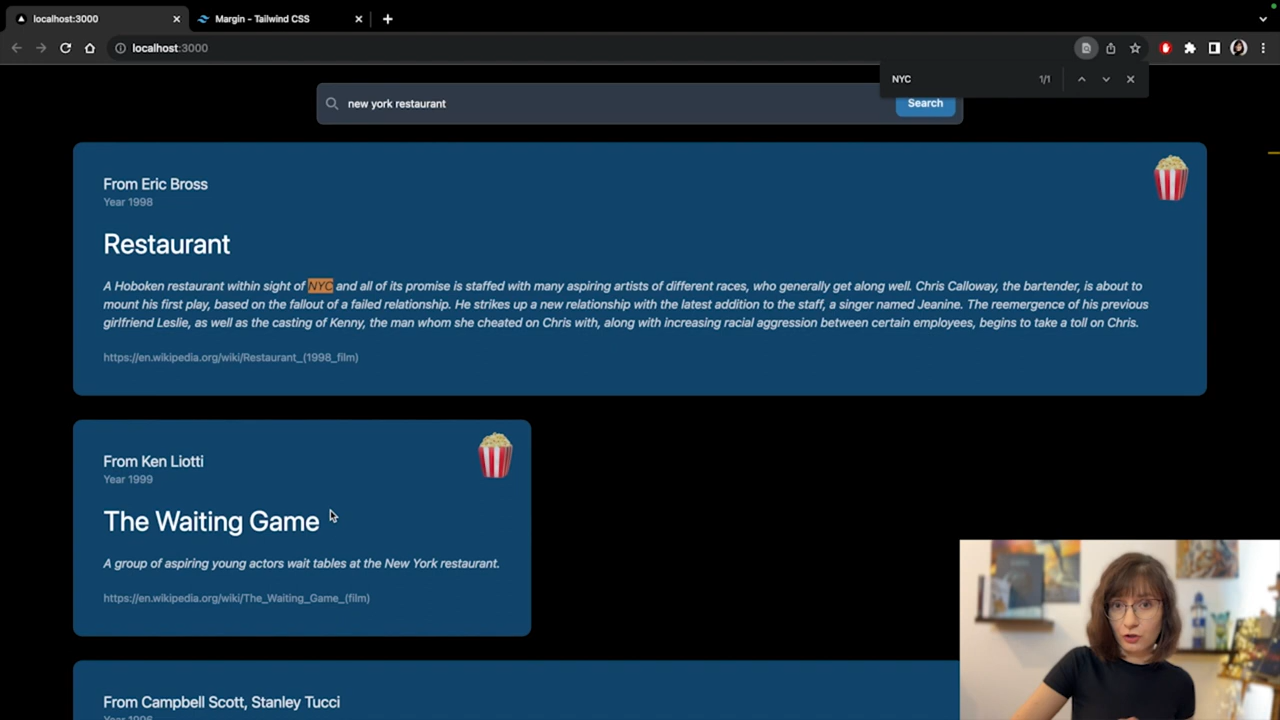 localhost:3000
Margin - Tailwind CSS
localhost:3000
NYC
1/1
new york restaurant
Search
From Eric Bross
Year 1998
Restaurant
A Hoboken restaurant within sight of NYC and all of its promise is staffed with many aspiring artists of different races, who generally get along well. Chris Calloway, the bartender, is about to
mount his first play, based on the fallout of a failed relationship. He strikes up a new relationship with the latest addition to the staff, a singer named Jeanine. The reemergence of his previous
girlfriend Leslie, as well as the casting of Kenny, the man whom she cheated on Chris with, along with increasing racial aggression between certain employees, begins to take a toll on Chris.
https://en.wikipedia.org/wiki/Restaurant_(1998_film)
From Ken Liotti
Year 1999
The Waiting Game
A group of aspiring young actors wait tables at the New York restaurant.
https://en.wikipedia.org/wiki/The_Waiting_Game_(film)
From Campbell Scott, Stanley Tucci
Year 1996